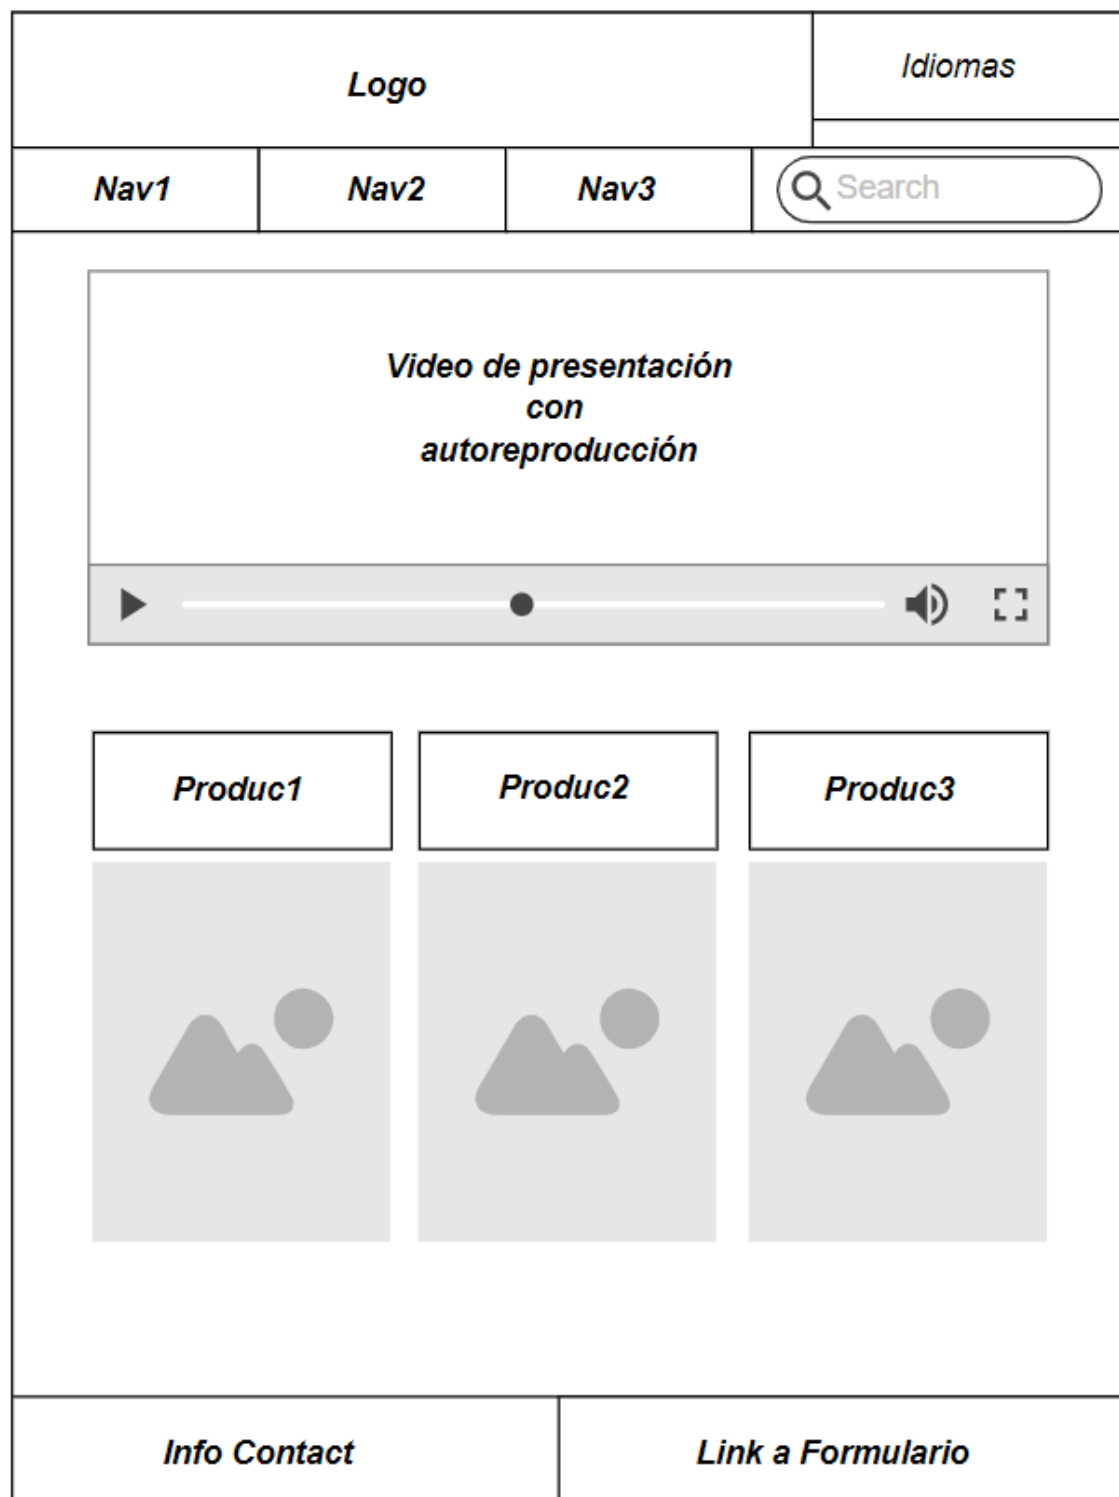 Logo
Idiomas
Nav1
Nav2
Nav3
Search
Video de presentación
con
autoreproducción
Produc1
Produc2
Produc3
Info Contact
Link a Formulario